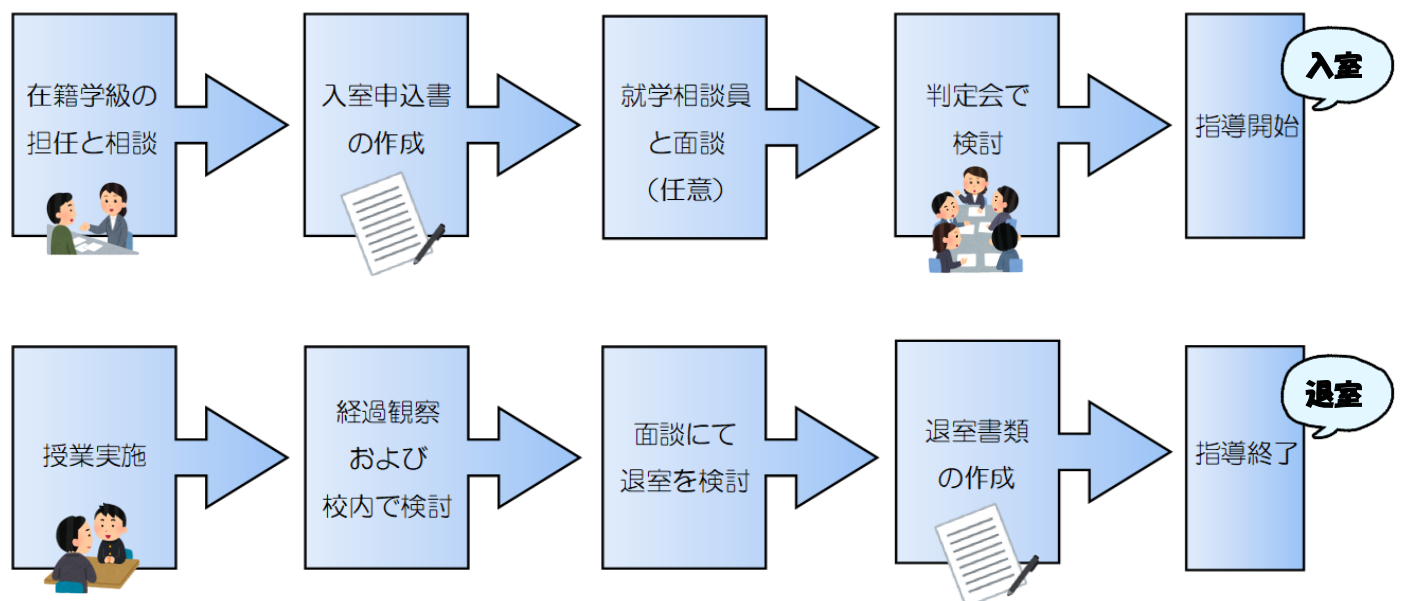 在籍学級の
担任と相談
入室申込書
の作成
就学相談員
と面談
（任意）
判定会で
検討
指導開始
入室
授業実施
経過観察
および
校内で検討
面談にて
退室を検討
退室書類
の作成
指導終了
退室